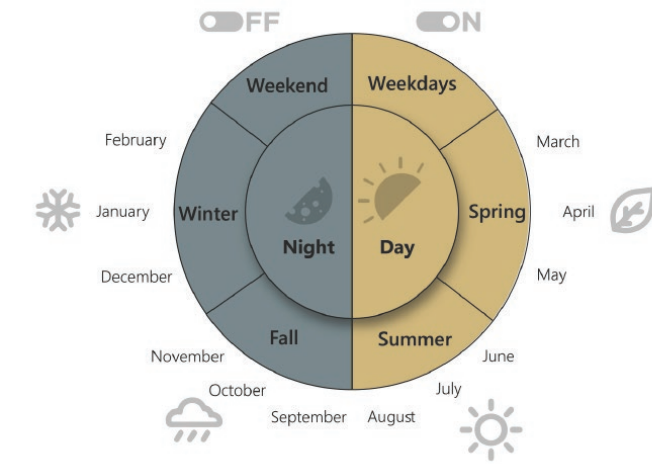 OFF
ON
Weekend
Weekdays
February
March
Winter
January
Spring
April
Night
Day
December
May
Fall
Summer
November
June
October
July
September
August